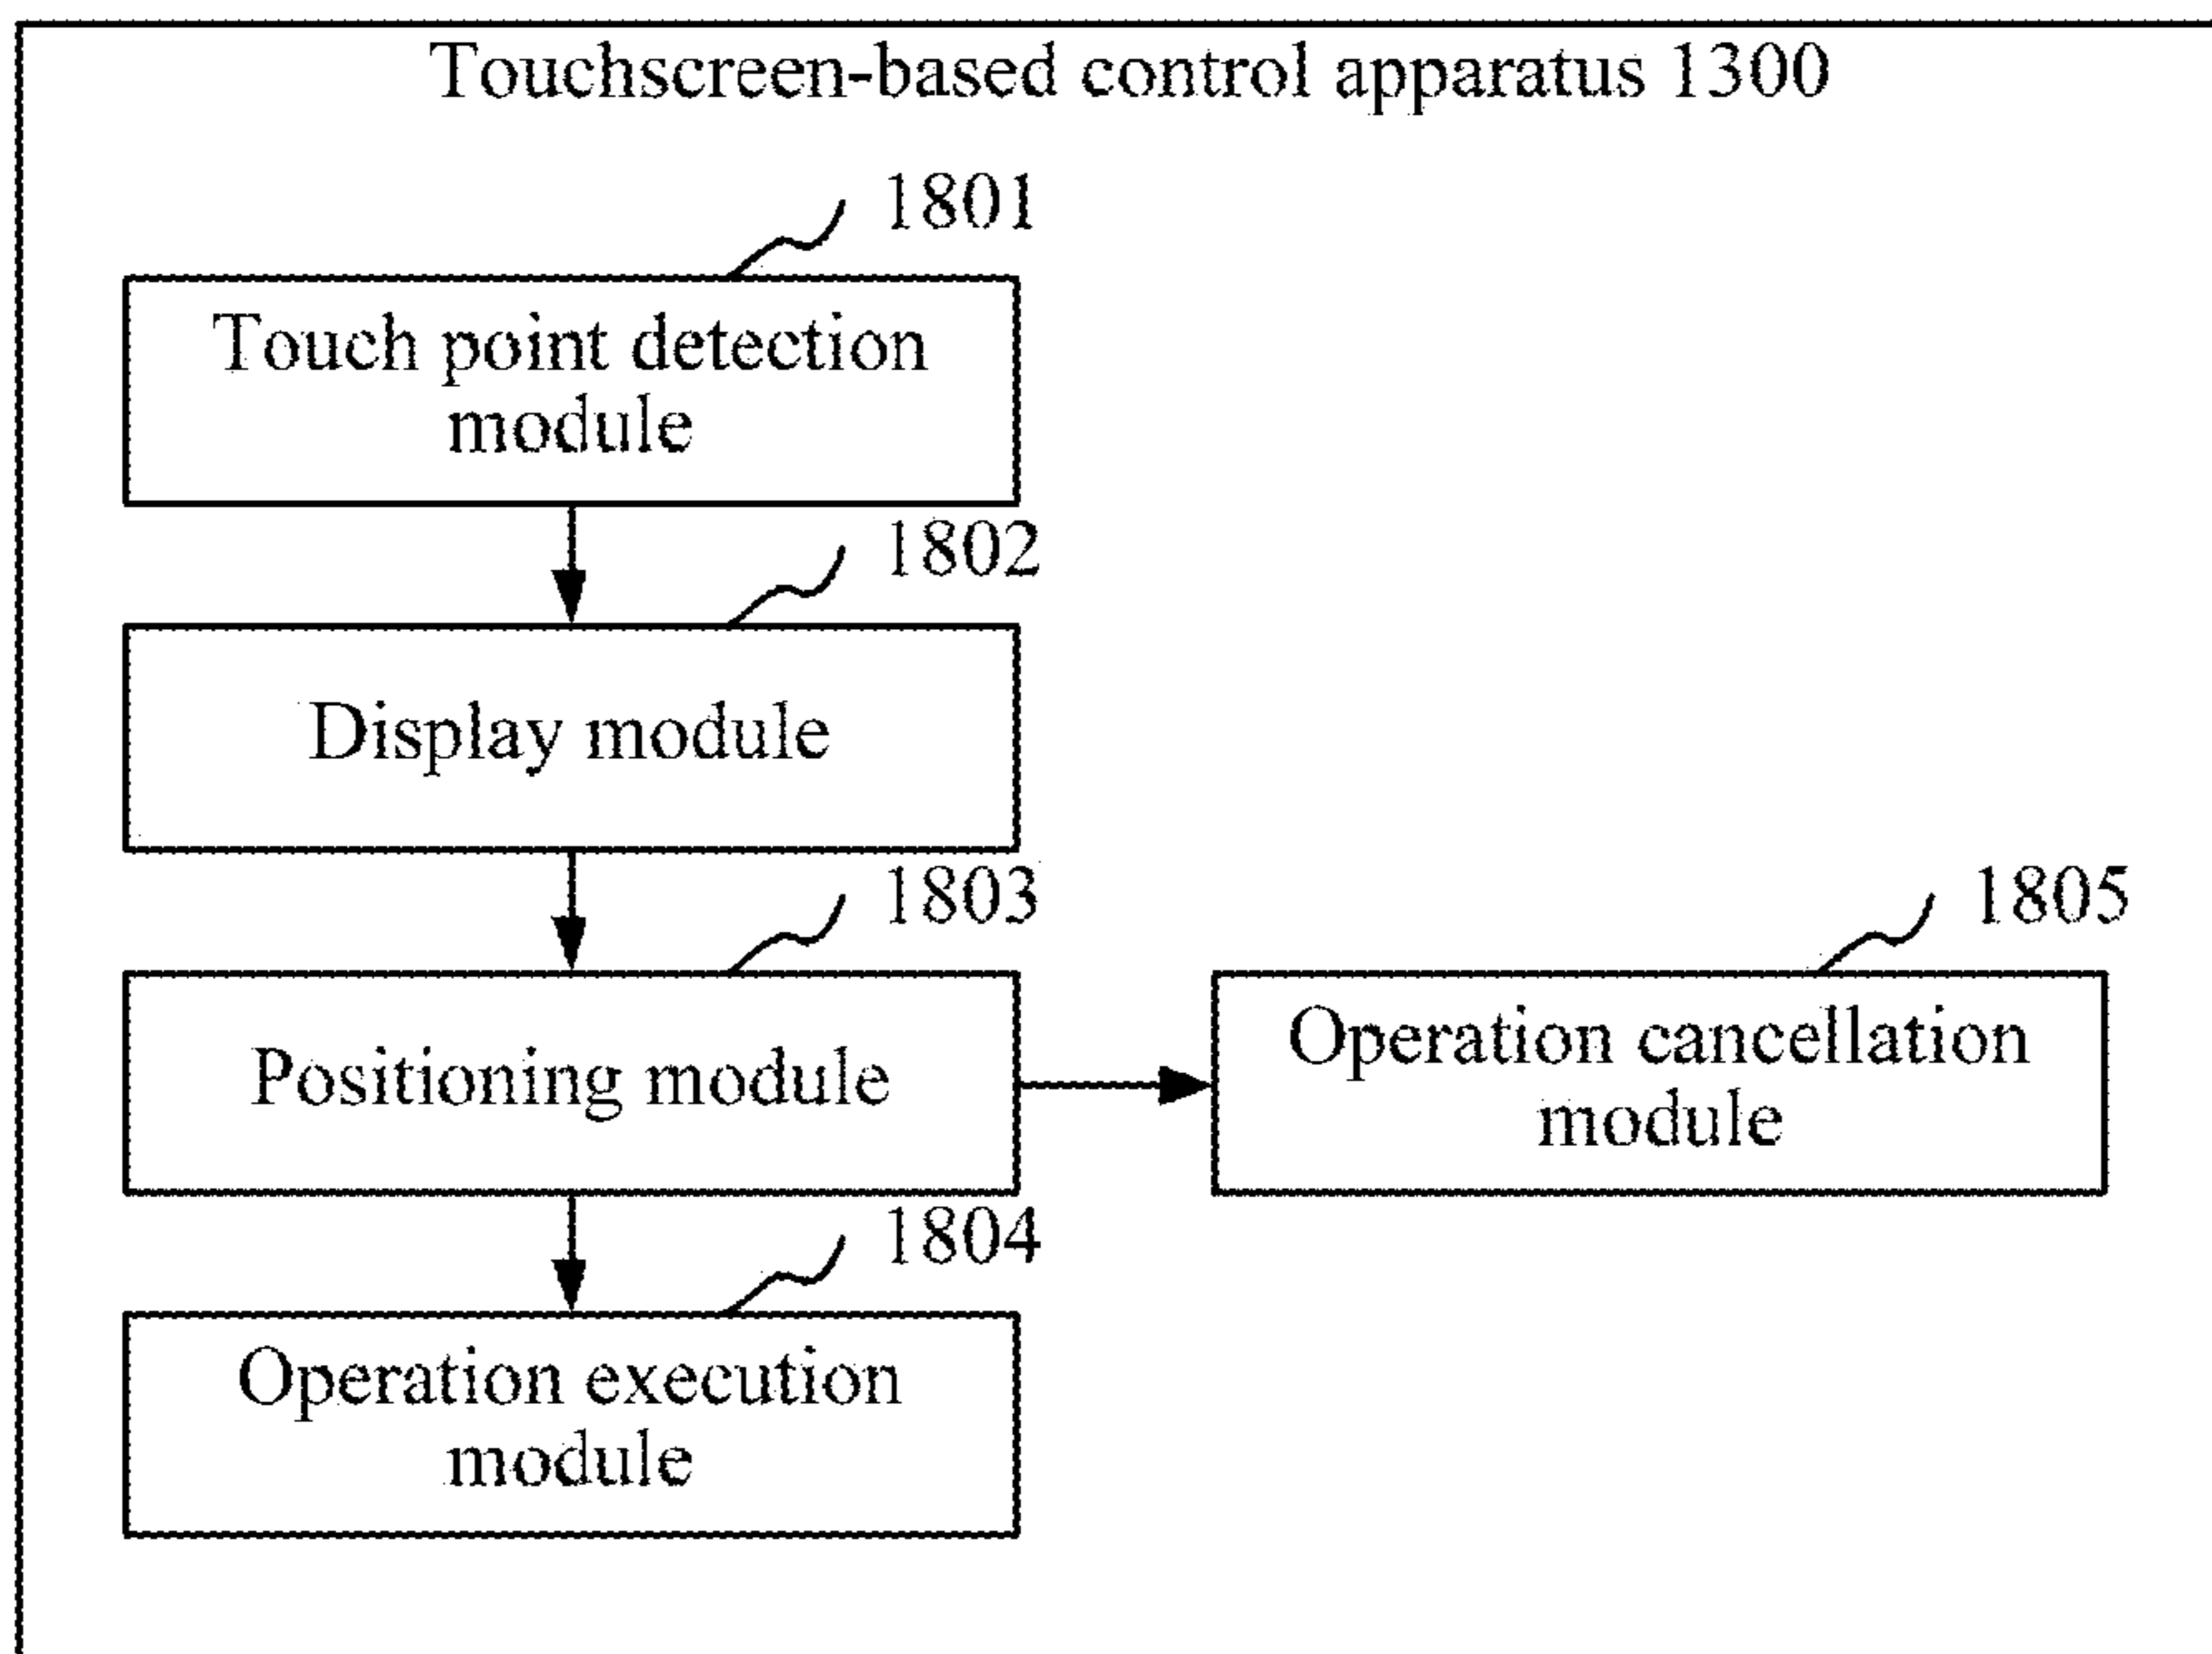 Touchscreen-based control apparatus 1300
1801
Touch point detection
module
1802
Display module
1803
Positioning module
1805
Operation cancellation
module
1804
Operation execution
module